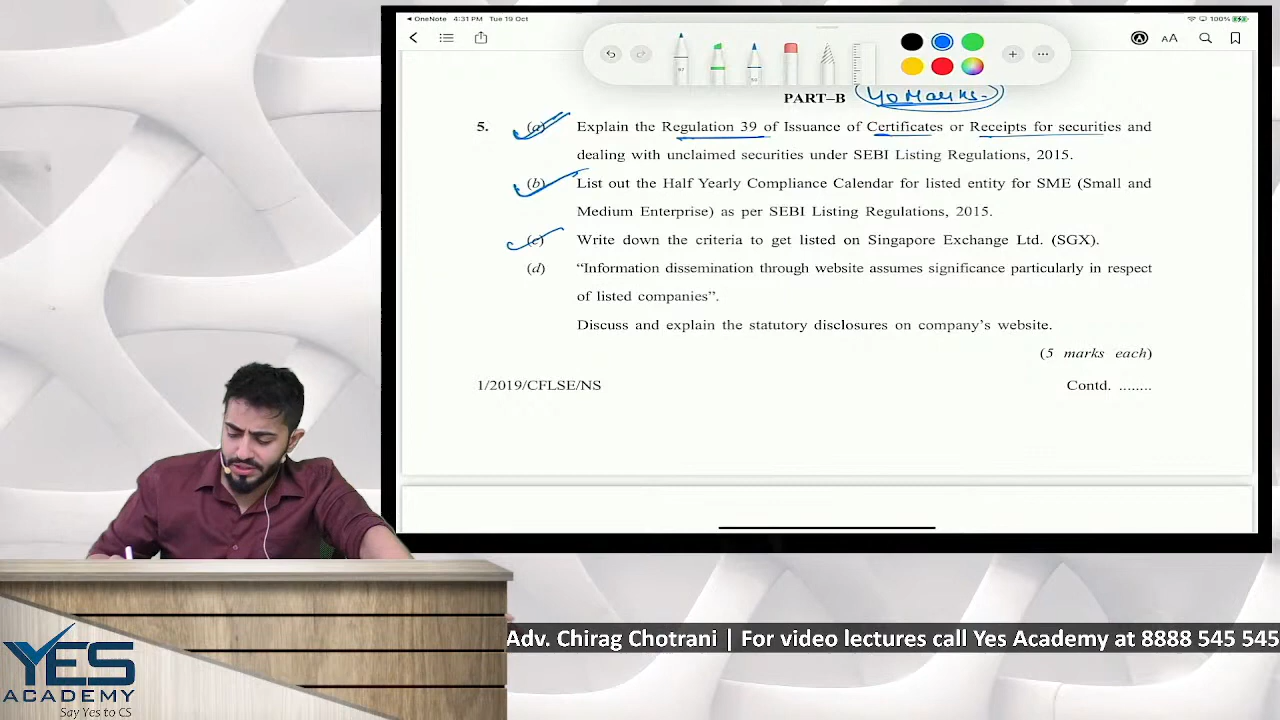 OneNote 4:31 PM Tue 19 Oct
100%
AA
PART–B 40 Marks.
5. (a) Explain the Regulation 39 of Issuance of Certificates or Receipts for securities and
dealing with unclaimed securities under SEBI Listing Regulations, 2015.
(b) List out the Half Yearly Compliance Calendar for listed entity for SME (Small and
Medium Enterprise) as per SEBI Listing Regulations, 2015.
(c) Write down the criteria to get listed on Singapore Exchange Ltd. (SGX).
(d) “Information dissemination through website assumes significance particularly in respect
of listed companies”.
Discuss and explain the statutory disclosures on company’s website.
(5 marks each)
1/2019/CFLSE/NS Contd. ........
YES
ACADEMY
Say Yes to CS
Adv. Chirag Chotrani | For video lectures call Yes Academy at 8888 545 545